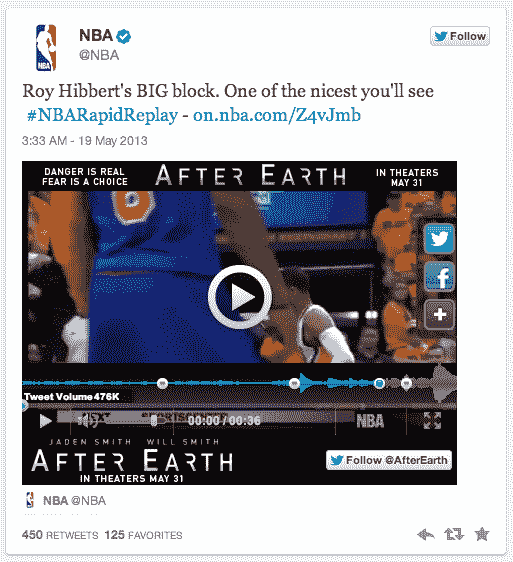 NBA
@NBA
Follow
Roy Hibbert's BIG block. One of the nicest you'll see
#NBARapidReplay - on.nba.com/Z4vJmb
3:33 AM - 19 May 2013
DANGER IS REAL
FEAR IS A CHOICE
AFTER EARTH
IN THEATERS
MAY 31
Tweet Volume 476K
00:00 / 00:36
NBA
JADEN SMITH WILL SMITH
AFTER EARTH
IN THEATERS MAY 31
Follow @AfterEarth
NBA @NBA
450 RETWEETS 125 FAVORITES